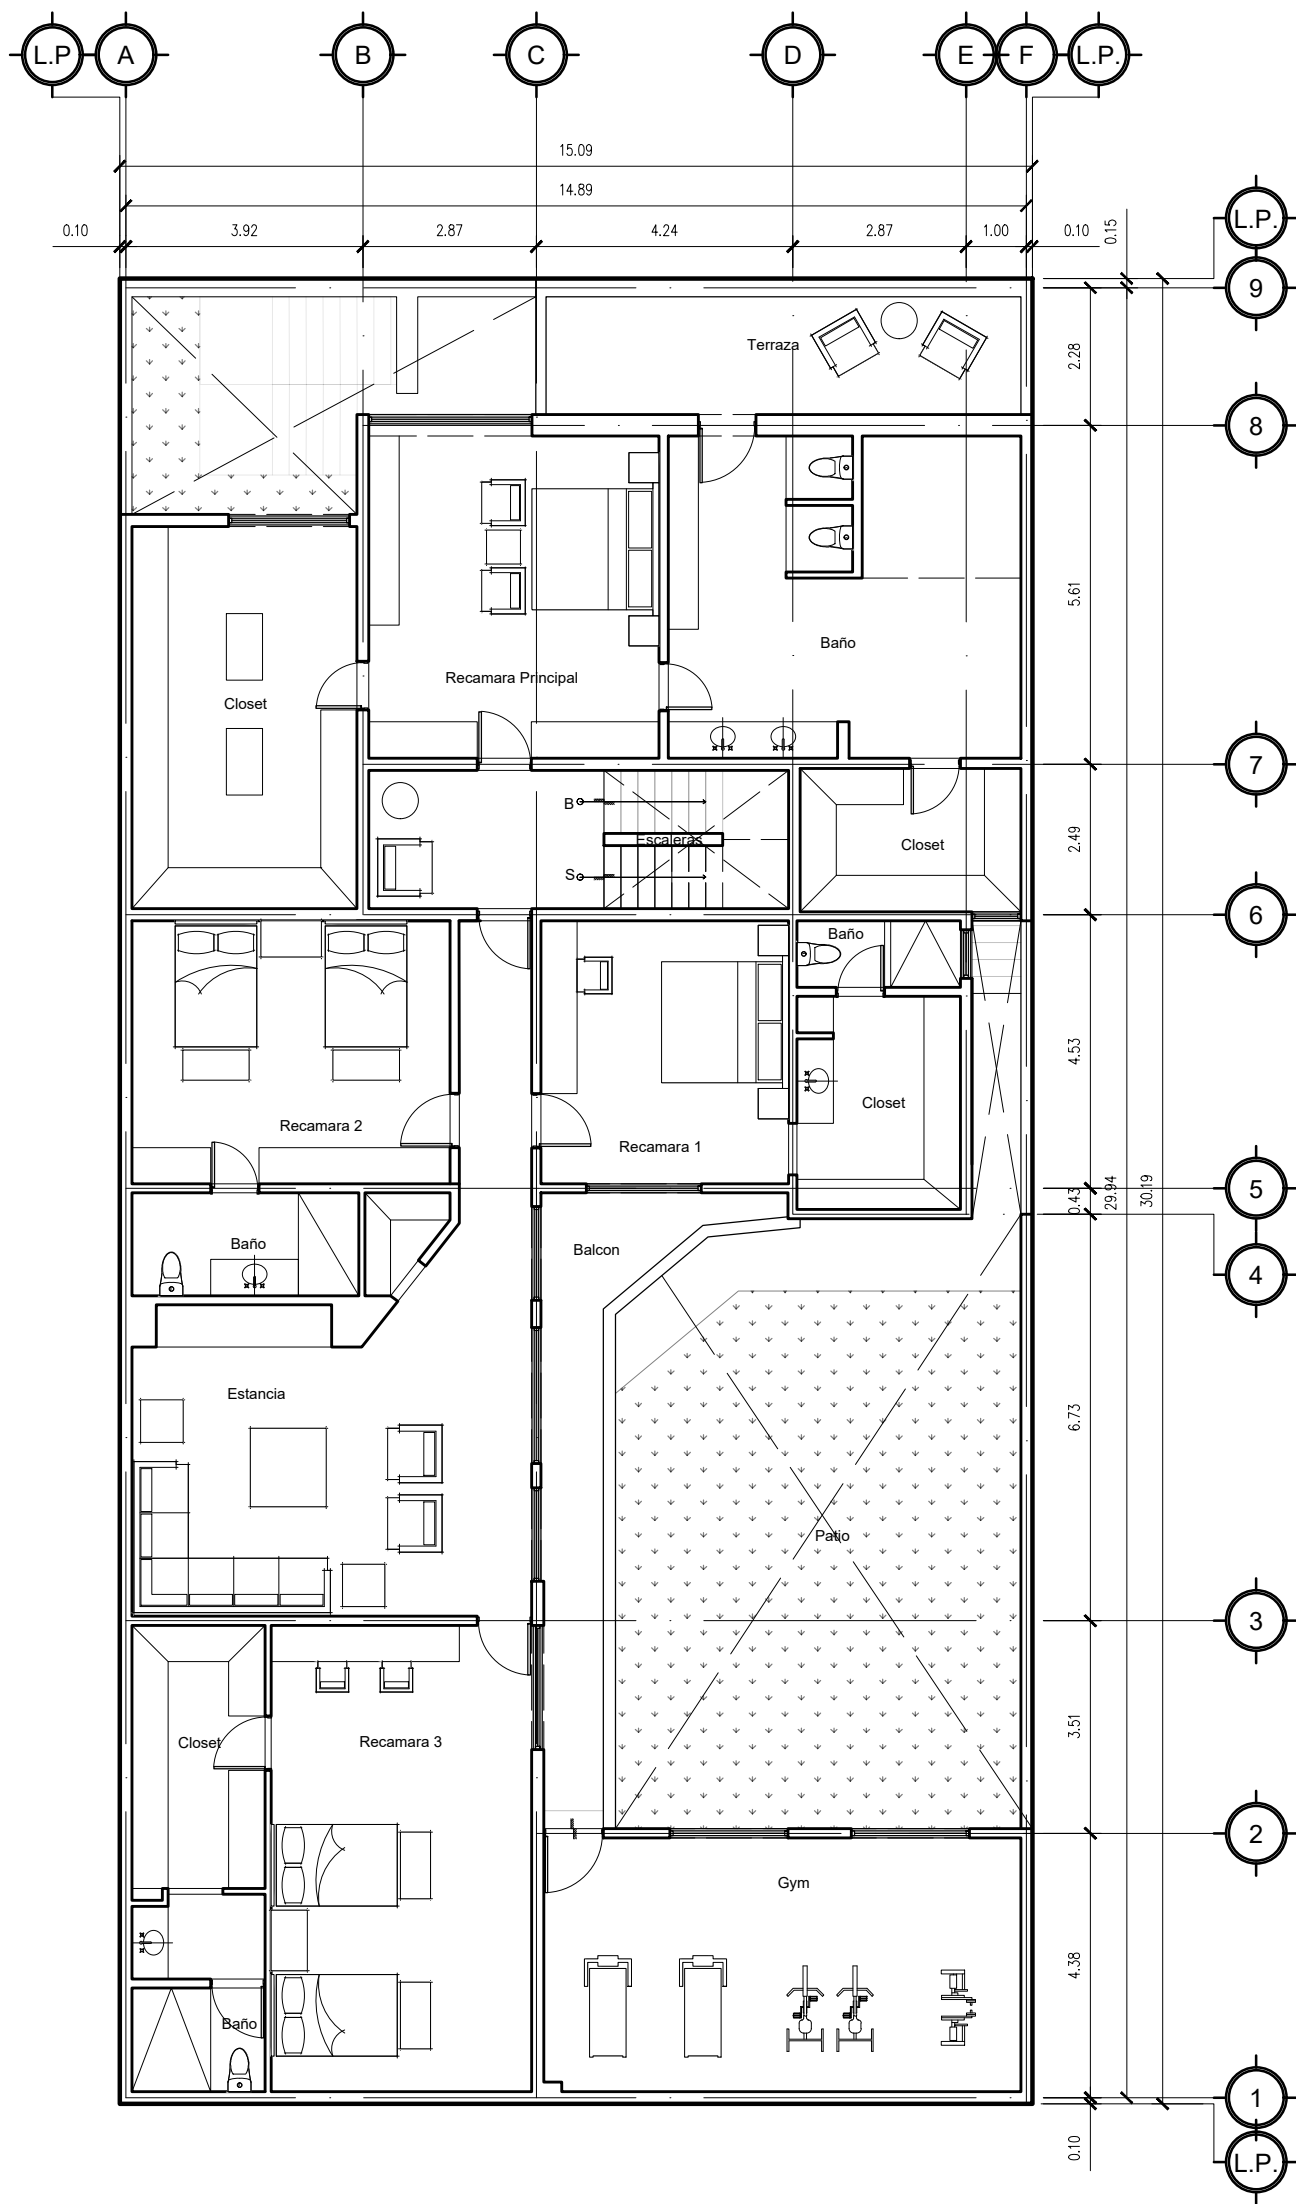 L.P A B C D E F L.P.
15.09
14.89
0.10 3.92 2.87 4.24 2.87 1.00 0.10 0.15
L.P.
9
Terraza
2.28
8
5.61
Baño
Recamara Principal
Closet
7
B
Escaleras
Closet
2.49
S
6
Baño
4.53
Closet
Recamara 2
Recamara 1
5
0.43 29.94 30.19
Baño
Balcon
4
Estancia
6.73
Patio
3
Closet
Recamara 3
3.51
2
Gym
4.38
Baño
1
0.10
L.P.